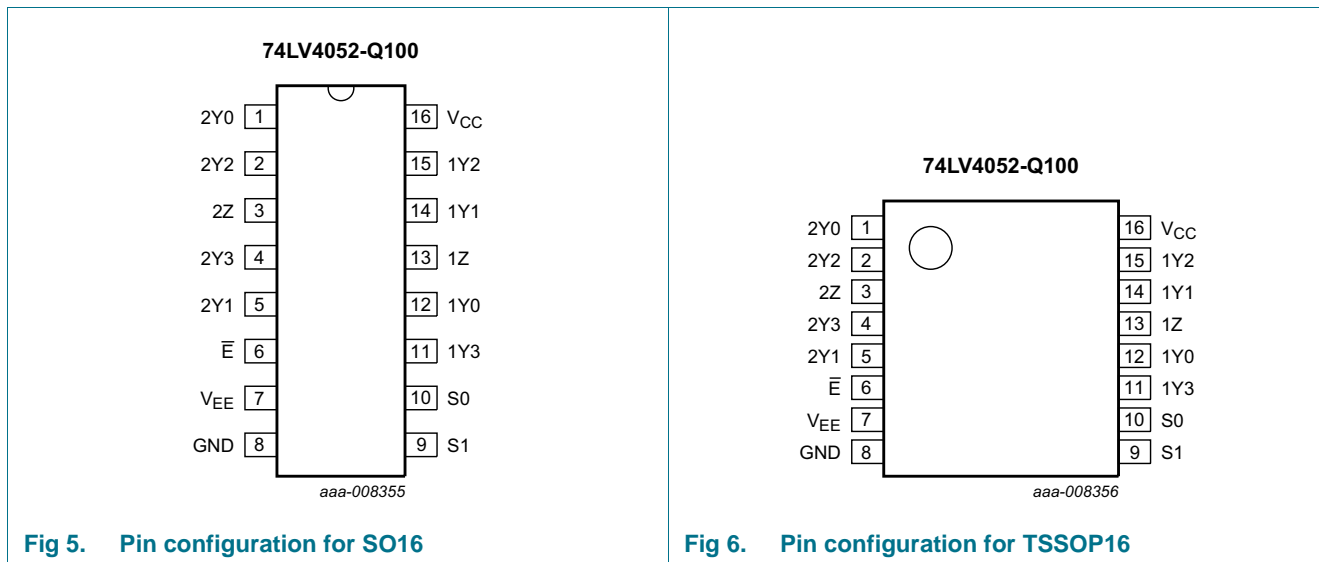 74LV4052-Q100
2Y0 1 16 VCC
2Y2 2 15 1Y2
2Z 3 14 1Y1
2Y3 4 13 1Z
2Y1 5 12 1Y0
E̅ 6 11 1Y3
VEE 7 10 S0
GND 8 9 S1
aaa-008355
Fig 5. Pin configuration for SO16
74LV4052-Q100
2Y0 1 16 VCC
2Y2 2 15 1Y2
2Z 3 14 1Y1
2Y3 4 13 1Z
2Y1 5 12 1Y0
E̅ 6 11 1Y3
VEE 7 10 S0
GND 8 9 S1
aaa-008356
Fig 6. Pin configuration for TSSOP16